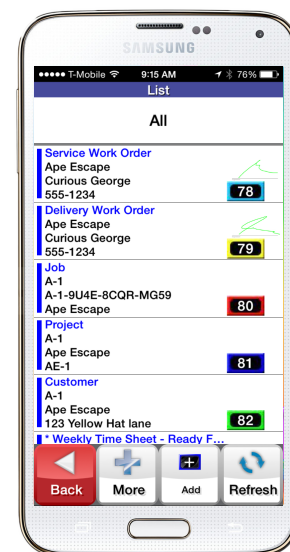 SAMSUNG
T-Mobile 9:15 AM 76%
List
All
Service Work Order
Ape Escape
Curious George
555-1234
78
Delivery Work Order
Ape Escape
Curious George
555-1234
79
Job
A-1
A-1-9U4E-8CQR-MG59
Ape Escape
80
Project
A-1
Ape Escape
AE-1
81
Customer
A-1
Ape Escape
123 Yellow Hat lane
82
* Weekly Time Sheet - Ready F...
Back More Add Refresh